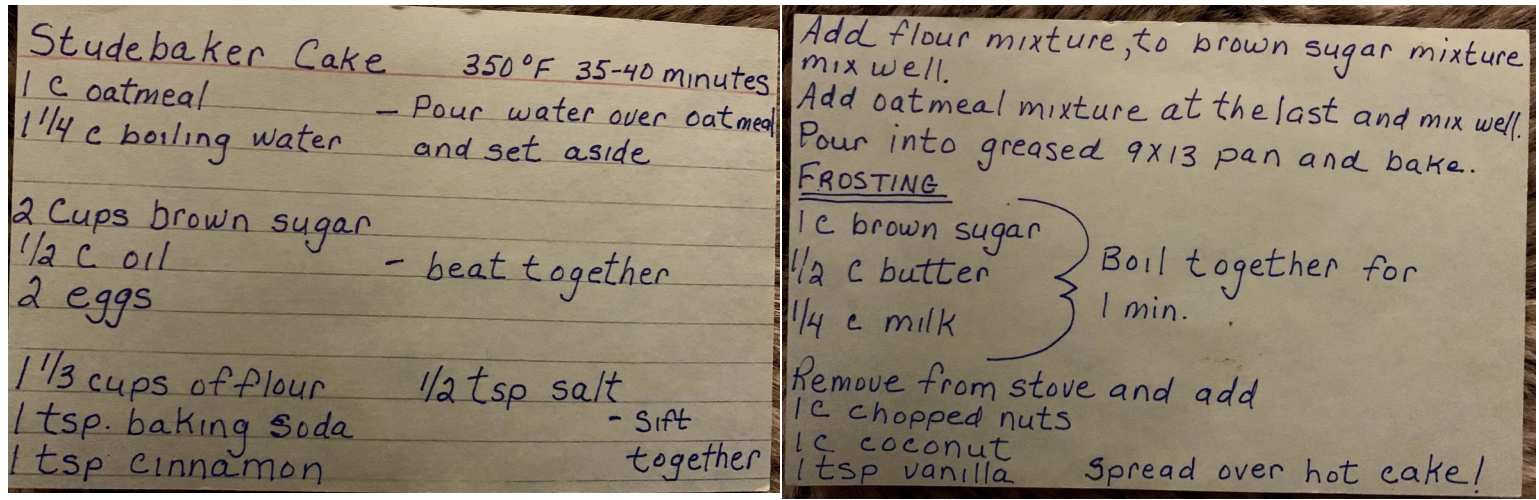 Studebaker Cake 350°F 35-40 minutes
1 c oatmeal
- Pour water over oatmeal
1 1/4 c boiling water and set aside
2 Cups brown sugar
1/2 C oil - beat together
2 eggs
1 1/3 cups of flour 1/2 tsp salt
1 tsp. baking soda - Sift
1 tsp cinnamon together
Add flour mixture, to brown sugar mixture
mix well.
Add oatmeal mixture at the last and mix well.
Pour into greased 9x13 pan and bake.
FROSTING
1 C brown sugar
1/2 C butter
1/4 c milk
Boil together for
1 min.
Remove from stove and add
1 C chopped nuts
1 C coconut
1 tsp vanilla Spread over hot cake!